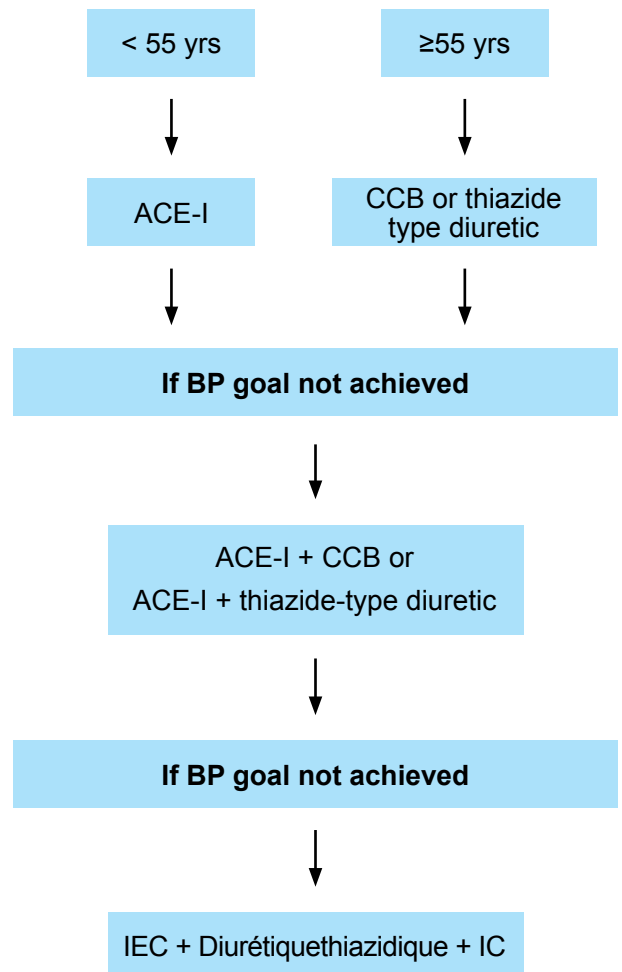 < 55 yrs
≥55 yrs
ACE-I
CCB or thiazide
type diuretic
If BP goal not achieved
ACE-I + CCB or
ACE-I + thiazide-type diuretic
If BP goal not achieved
IEC + Diurétiquethiazidique + IC